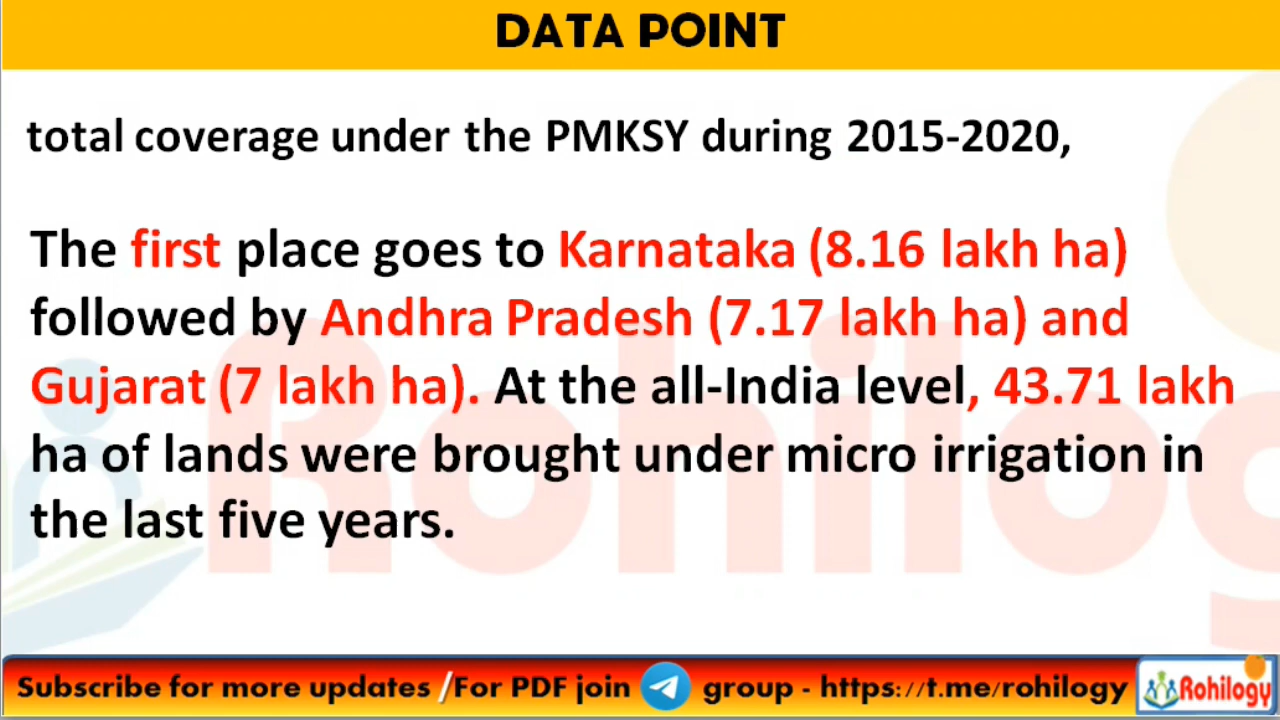 DATA POINT
total coverage under the PMKSY during 2015-2020,
The first place goes to Karnataka (8.16 lakh ha)
followed by Andhra Pradesh (7.17 lakh ha) and
Gujarat (7 lakh ha). At the all-India level, 43.71 lakh
ha of lands were brought under micro irrigation in
the last five years.
Rohilog
Subscribe for more updates /For PDF join group - https://t.me/rohilogy
Rohilogy